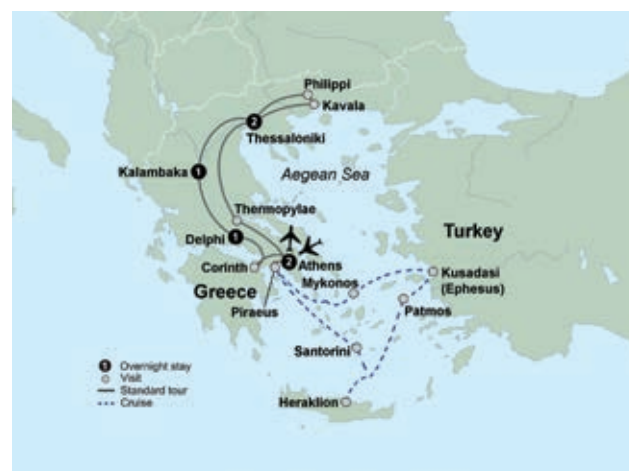 Philippi
Kavala
2
Thessaloniki
Kalambaka 1
Aegean Sea
Thermopylae
Turkey
Delphi 1
2
Corinth
Athens
Kusadasi
(Ephesus)
Mykonos
Greece
Piraeus
Patmos
Santorini
Heraklion
1 Overnight stay
Visit
Standard tour
Cruise